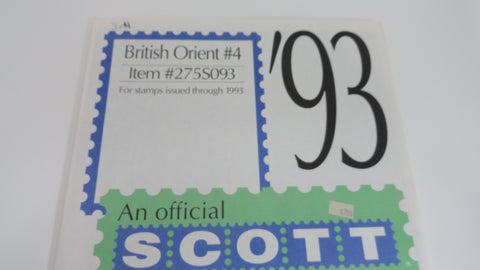 British Orient #4
Item #275S093
For stamps issued through 1993
'93
An official
SCOTT